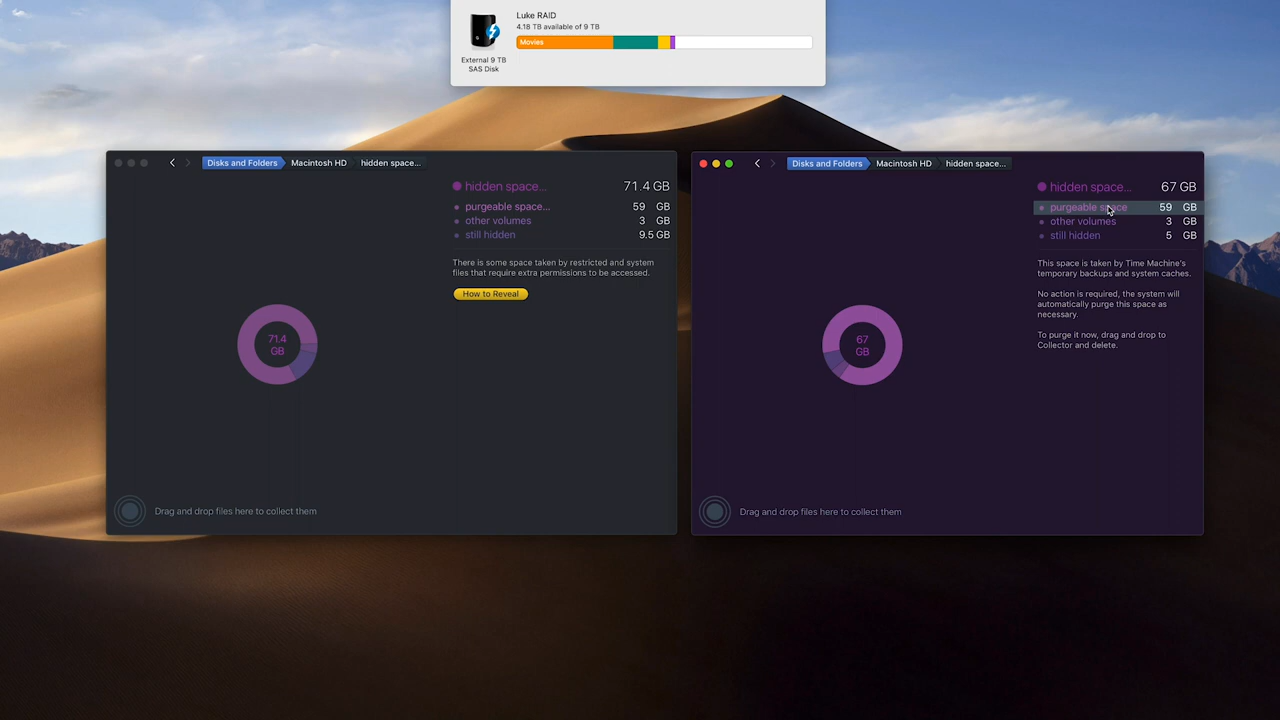 Luke RAID
4.18 TB available of 9 TB
Movies
External 9 TB
SAS Disk
Disks and Folders Macintosh HD hidden space...
hidden space... 71.4 GB
purgeable space... 59 GB
other volumes 3 GB
still hidden 9.5 GB
There is some space taken by restricted and system
files that require extra permissions to be accessed.
How to Reveal
71.4
GB
Drag and drop files here to collect them
Disks and Folders Macintosh HD hidden space...
hidden space... 67 GB
purgeable space 59 GB
other volumes 3 GB
still hidden 5 GB
This space is taken by Time Machine's
temporary backups and system caches.
No action is required, the system will
automatically purge this space as
necessary.
To purge it now, drag and drop to
Collector and delete.
67
GB
Drag and drop files here to collect them